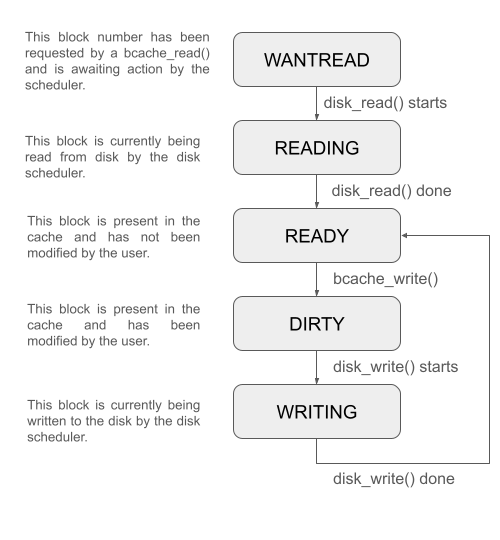 This block number has been
requested by a bcache_read()
and is awaiting action by the
scheduler.
WANTREAD
disk_read() starts
This block is currently being
read from disk by the disk
scheduler.
READING
disk_read() done
This block is present in the
cache and has not been
modified by the user.
READY
bcache_write()
This block is present in the
cache and has been
modified by the user.
DIRTY
disk_write() starts
This block is currently being
written to the disk by the disk
scheduler.
WRITING
disk_write() done